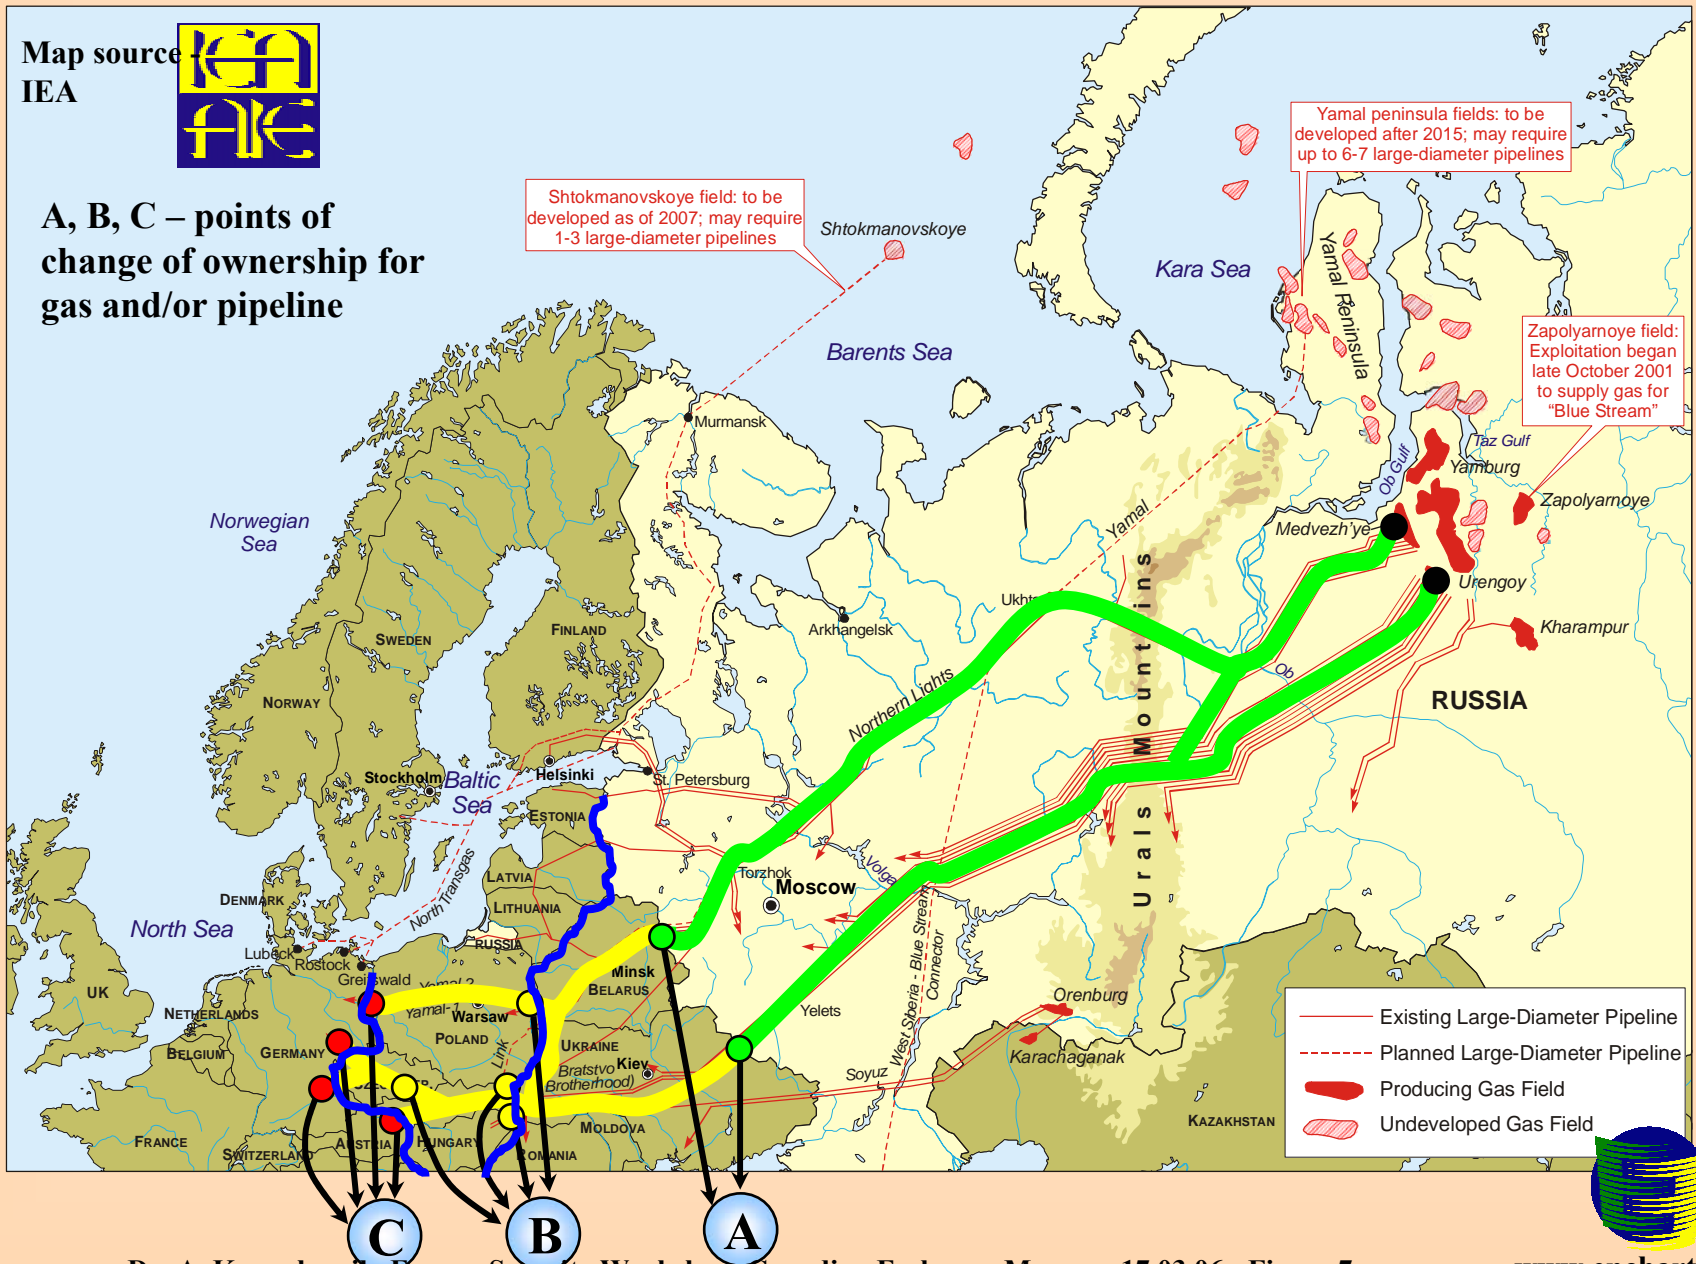 Map source -
IEA
A, B, C – points of
change of ownership for
gas and/or pipeline
Shtokmanovskoye field: to be
developed as of 2007; may require
1-3 large-diameter pipelines
Shtokmanovskoye
Yamal peninsula fields: to be
developed after 2015; may require
up to 6-7 large-diameter pipelines
Kara Sea
Yamal Peninsula
Barents Sea
Zapolyarnoye field:
Exploitation began
late October 2001
to supply gas for
“Blue Stream”
Murmansk
Taz Gulf
Ob Gulf
Yamburg
Zapolyarnoye
Medvezh’ye
Yamal
Norwegian
Sea
Urengoy
Arkhangelsk
Kharampur
SWEDEN
FINLAND
NORWAY
Ob
RUSSIA
Northern Lights
Urals Mountains
Stockholm
Baltic
Sea
Helsinki
St. Petersburg
ESTONIA
Torzhok
Moscow
Volga
LATVIA
LITHUANIA
DENMARK
North Transgas
North Sea
RUSSIA
Lubeck
Rostock
Greifswald
Minsk
BELARUS
UK
NETHERLANDS
Yamal-2
Yamal-1
Warsaw
POLAND
BELGIUM
GERMANY
Link
UKRAINE
Kiev
Bratstvo
Brotherhood)
Yelets
West Siberia - Blue Stream
Connector
Orenburg
Karachaganak
Soyuz
FRANCE
SWITZERLAND
AUSTRIA
HUNGARY
MOLDOVA
ROMANIA
KAZAKHSTAN
Existing Large-Diameter Pipeline
Planned Large-Diameter Pipeline
Producing Gas Field
Undeveloped Gas Field
C
B
A